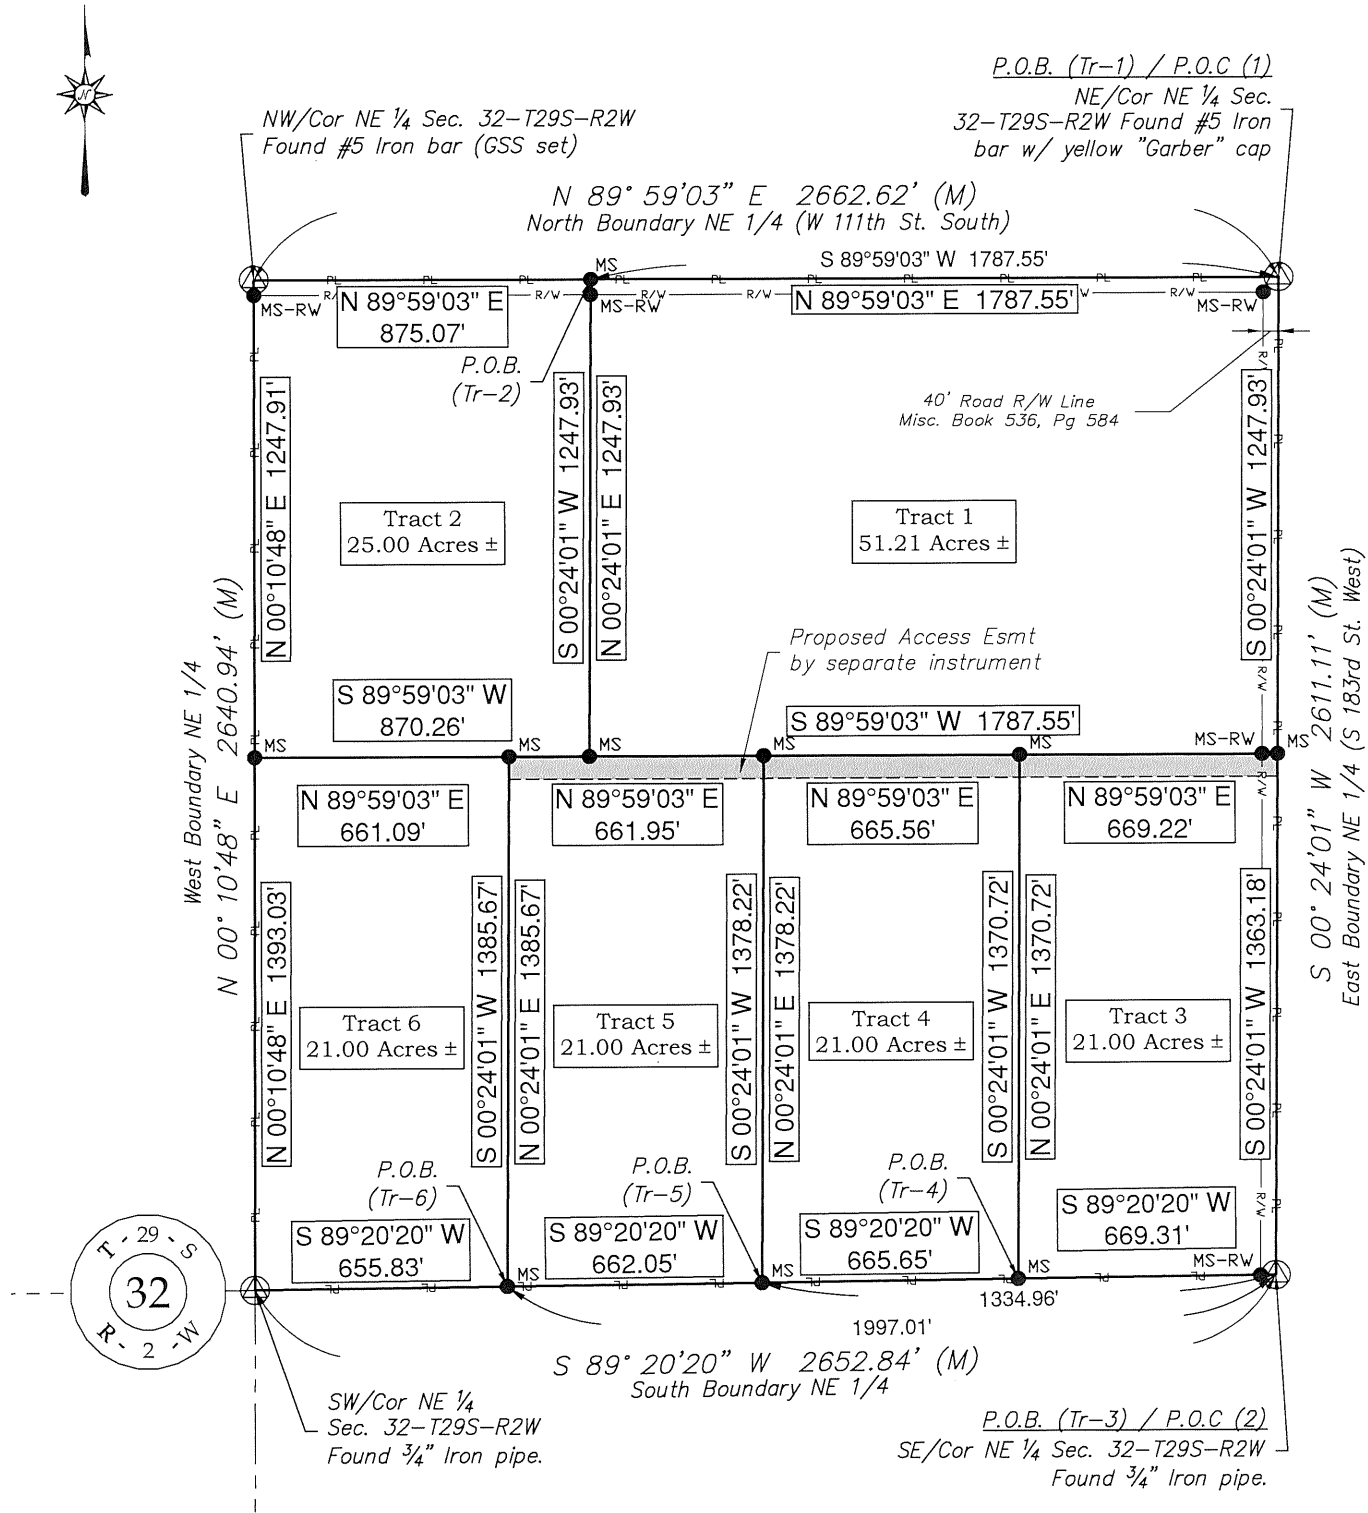 N
P.O.B. (Tr-1) / P.O.C (1)
NE/Cor NE ¼ Sec.
32-T29S-R2W Found #5 Iron
bar w/ yellow "Garber" cap
NW/Cor NE ¼ Sec. 32-T29S-R2W
Found #5 Iron bar (GSS set)
N 89° 59'03" E 2662.62' (M)
North Boundary NE 1/4 (W 111th St. South)
MS
S 89°59'03" W 1787.55'
PL PL PL PL PL PL PL PL PL PL
MS-RW
R/W
N 89°59'03" E
875.07'
R/W
MS-RW
R/W
R/W
N 89°59'03" E 1787.55'
W
R/W
MS-RW
P.O.B.
(Tr-2)
40' Road R/W Line
Misc. Book 536, Pg 584
N 00°10'48" E 1247.91'
S 00°24'01" W 1247.93'
N 00°24'01" E 1247.93'
S 00°24'01" W 1247.93'
Tract 2
25.00 Acres ±
Tract 1
51.21 Acres ±
Proposed Access Esmt
by separate instrument
West Boundary NE 1/4
N 00° 10'48" E 2640.94' (M)
S 00° 24'01" W 2611.11' (M)
East Boundary NE 1/4 (S 183rd St. West)
S 89°59'03" W
870.26'
S 89°59'03" W 1787.55'
MS
MS
MS
MS
MS
MS-RW
MS
R/W
R/W
N 89°59'03" E
661.09'
N 89°59'03" E
661.95'
N 89°59'03" E
665.56'
N 89°59'03" E
669.22'
N 00°10'48" E 1393.03'
S 00°24'01" W 1385.67'
N 00°24'01" E 1385.67'
S 00°24'01" W 1378.22'
N 00°24'01" E 1378.22'
S 00°24'01" W 1370.72'
N 00°24'01" E 1370.72'
S 00°24'01" W 1363.18'
Tract 6
21.00 Acres ±
Tract 5
21.00 Acres ±
Tract 4
21.00 Acres ±
Tract 3
21.00 Acres ±
P.O.B.
(Tr-6)
P.O.B.
(Tr-5)
P.O.B.
(Tr-4)
R/W
S 89°20'20" W
655.83'
S 89°20'20" W
662.05'
S 89°20'20" W
665.65'
S 89°20'20" W
669.31'
MS
MS
MS
MS-RW
T - 29 - S
32
R - 2 - W
1334.96'
1997.01'
S 89° 20'20" W 2652.84' (M)
South Boundary NE 1/4
SW/Cor NE ¼
Sec. 32-T29S-R2W
Found ¾" Iron pipe.
P.O.B. (Tr-3) / P.O.C (2)
SE/Cor NE ¼ Sec. 32-T29S-R2W
Found ¾" Iron pipe.